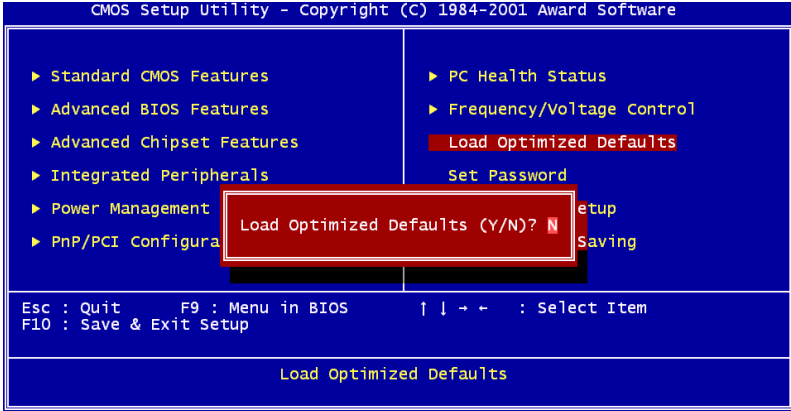 CMOS Setup Utility - Copyright (C) 1984-2001 Award Software
▶ Standard CMOS Features
▶ Advanced BIOS Features
▶ Advanced Chipset Features
▶ Integrated Peripherals
▶ Power Management
▶ PnP/PCI Configura
▶ PC Health Status
▶ Frequency/Voltage Control
Load Optimized Defaults
Set Password
etup
Saving
Load Optimized Defaults (Y/N)? N
Esc : Quit F9 : Menu in BIOS ↑ ↓ → ← : Select Item
F10 : Save & Exit Setup
Load Optimized Defaults